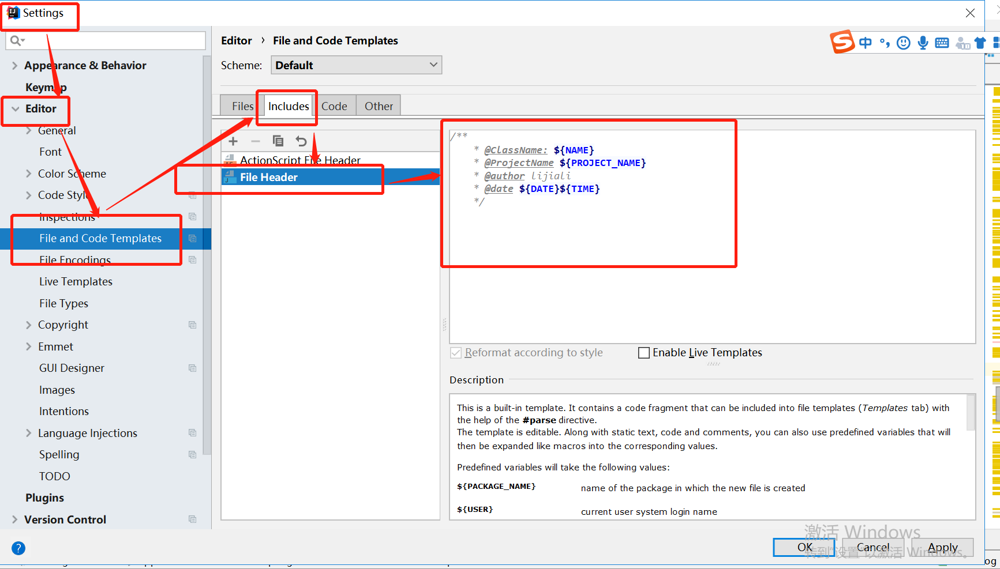 Settings
Editor › File and Code Templates
Scheme: Default
Appearance & Behavior
Keymap
Editor
General
Font
Color Scheme
Code Style
Inspections
File and Code Templates
File Encodings
Live Templates
File Types
Copyright
Emmet
GUI Designer
Images
Intentions
Language Injections
Spelling
TODO
Plugins
Version Control
Files Includes Code Other
ActionScript File Header
File Header
/**
* @ClassName: ${NAME}
* @ProjectName ${PROJECT_NAME}
* @author lijiali
* @date ${DATE}${TIME}
*/
Reformat according to style Enable Live Templates
Description
This is a built-in template. It contains a code fragment that can be included into file templates (Templates tab) with
the help of the #parse directive.
The template is editable. Along with static text, code and comments, you can also use predefined variables that will
then be expanded like macros into the corresponding values.
Predefined variables will take the following values:
${PACKAGE_NAME} name of the package in which the new file is created
${USER} current user system login name
激活 Windows
转到"设置"以激活 Windows。
OK Cancel Apply
?
中
og